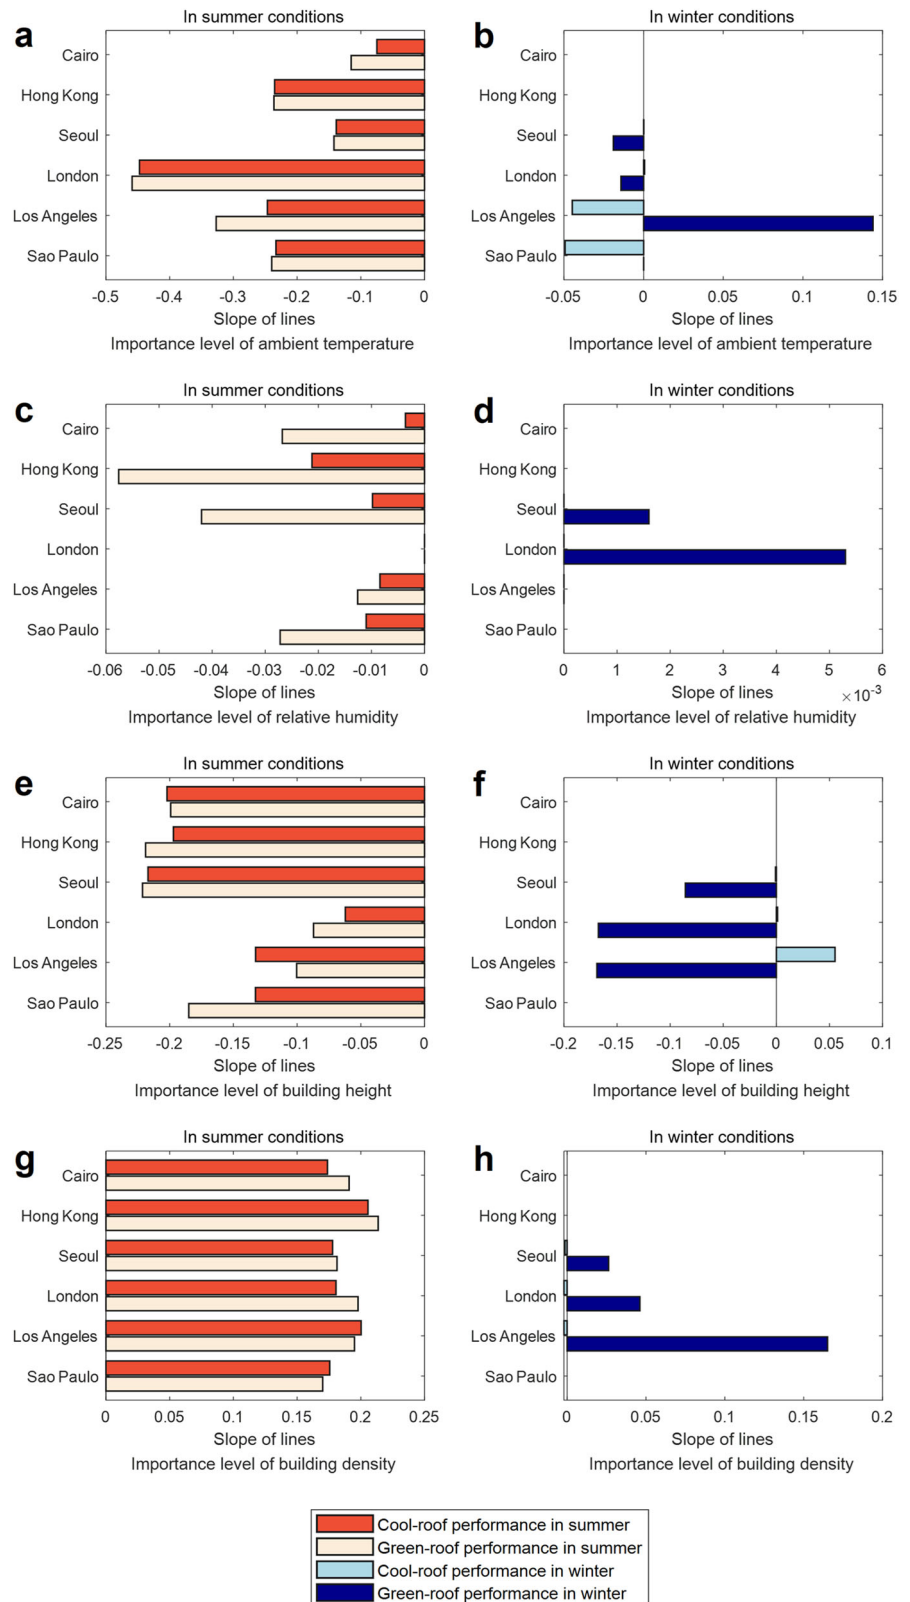 In summer conditions
a
Cairo
Hong Kong
Seoul
London
Los Angeles
Sao Paulo
-0.5 -0.4 -0.3 -0.2 -0.1 0
Slope of lines
Importance level of ambient temperature
In winter conditions
b
Cairo
Hong Kong
Seoul
London
Los Angeles
Sao Paulo
-0.05 0 0.05 0.1 0.15
Slope of lines
Importance level of ambient temperature
In summer conditions
c
Cairo
Hong Kong
Seoul
London
Los Angeles
Sao Paulo
-0.06 -0.05 -0.04 -0.03 -0.02 -0.01 0
Slope of lines
Importance level of relative humidity
In winter conditions
d
Cairo
Hong Kong
Seoul
London
Los Angeles
Sao Paulo
0 1 2 3 4 5 6
Slope of lines ×10-3
Importance level of relative humidity
In summer conditions
e
Cairo
Hong Kong
Seoul
London
Los Angeles
Sao Paulo
-0.25 -0.2 -0.15 -0.1 -0.05 0
Slope of lines
Importance level of building height
In winter conditions
f
Cairo
Hong Kong
Seoul
London
Los Angeles
Sao Paulo
-0.2 -0.15 -0.1 -0.05 0 0.05 0.1
Slope of lines
Importance level of building height
In summer conditions
g
Cairo
Hong Kong
Seoul
London
Los Angeles
Sao Paulo
0 0.05 0.1 0.15 0.2 0.25
Slope of lines
Importance level of building density
In winter conditions
h
Cairo
Hong Kong
Seoul
London
Los Angeles
Sao Paulo
0 0.05 0.1 0.15 0.2
Slope of lines
Importance level of building density
Cool-roof performance in summer
Green-roof performance in summer
Cool-roof performance in winter
Green-roof performance in winter